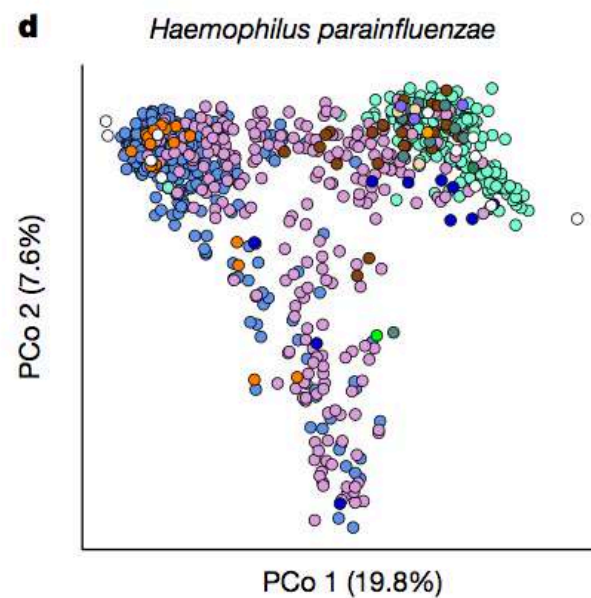 d
Haemophilus parainfluenzae
PCo 2 (7.6%)
PCo 1 (19.8%)